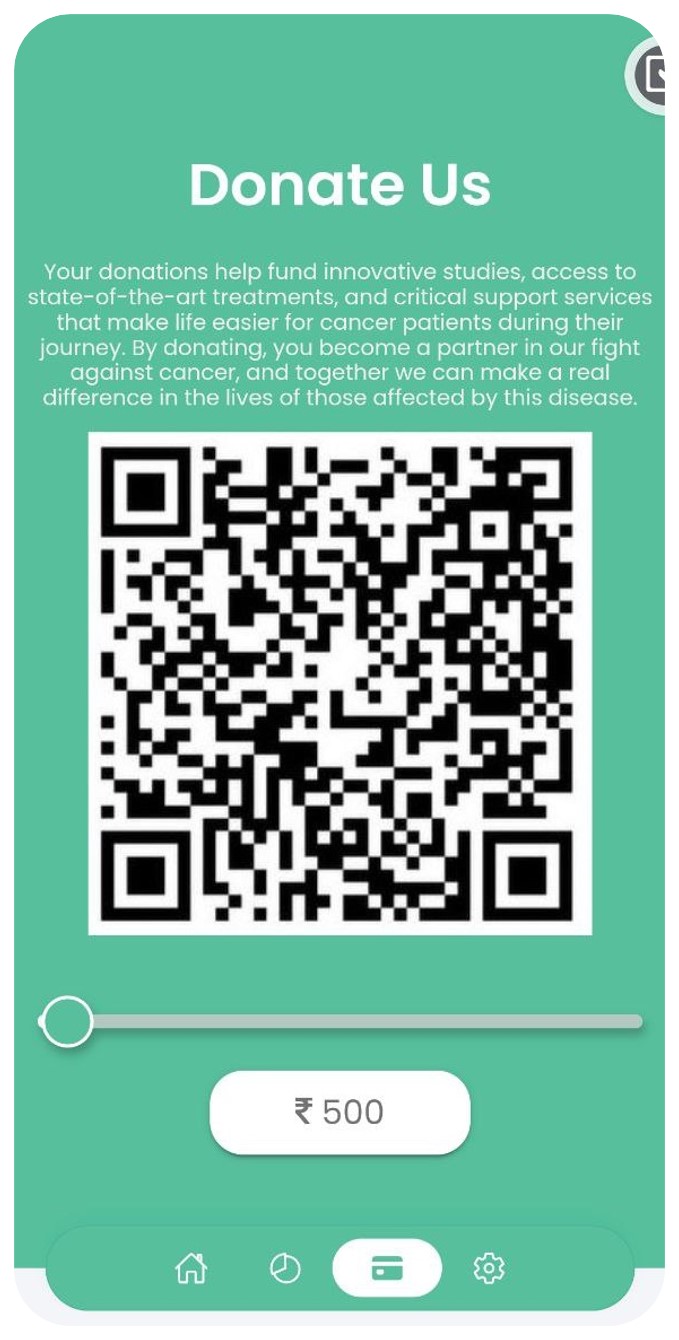 Donate Us
Your donations help fund innovative studies, access to
state-of-the-art treatments, and critical support services
that make life easier for cancer patients during their
journey. By donating, you become a partner in our fight
against cancer, and together we can make a real
difference in the lives of those affected by this disease.
₹ 500